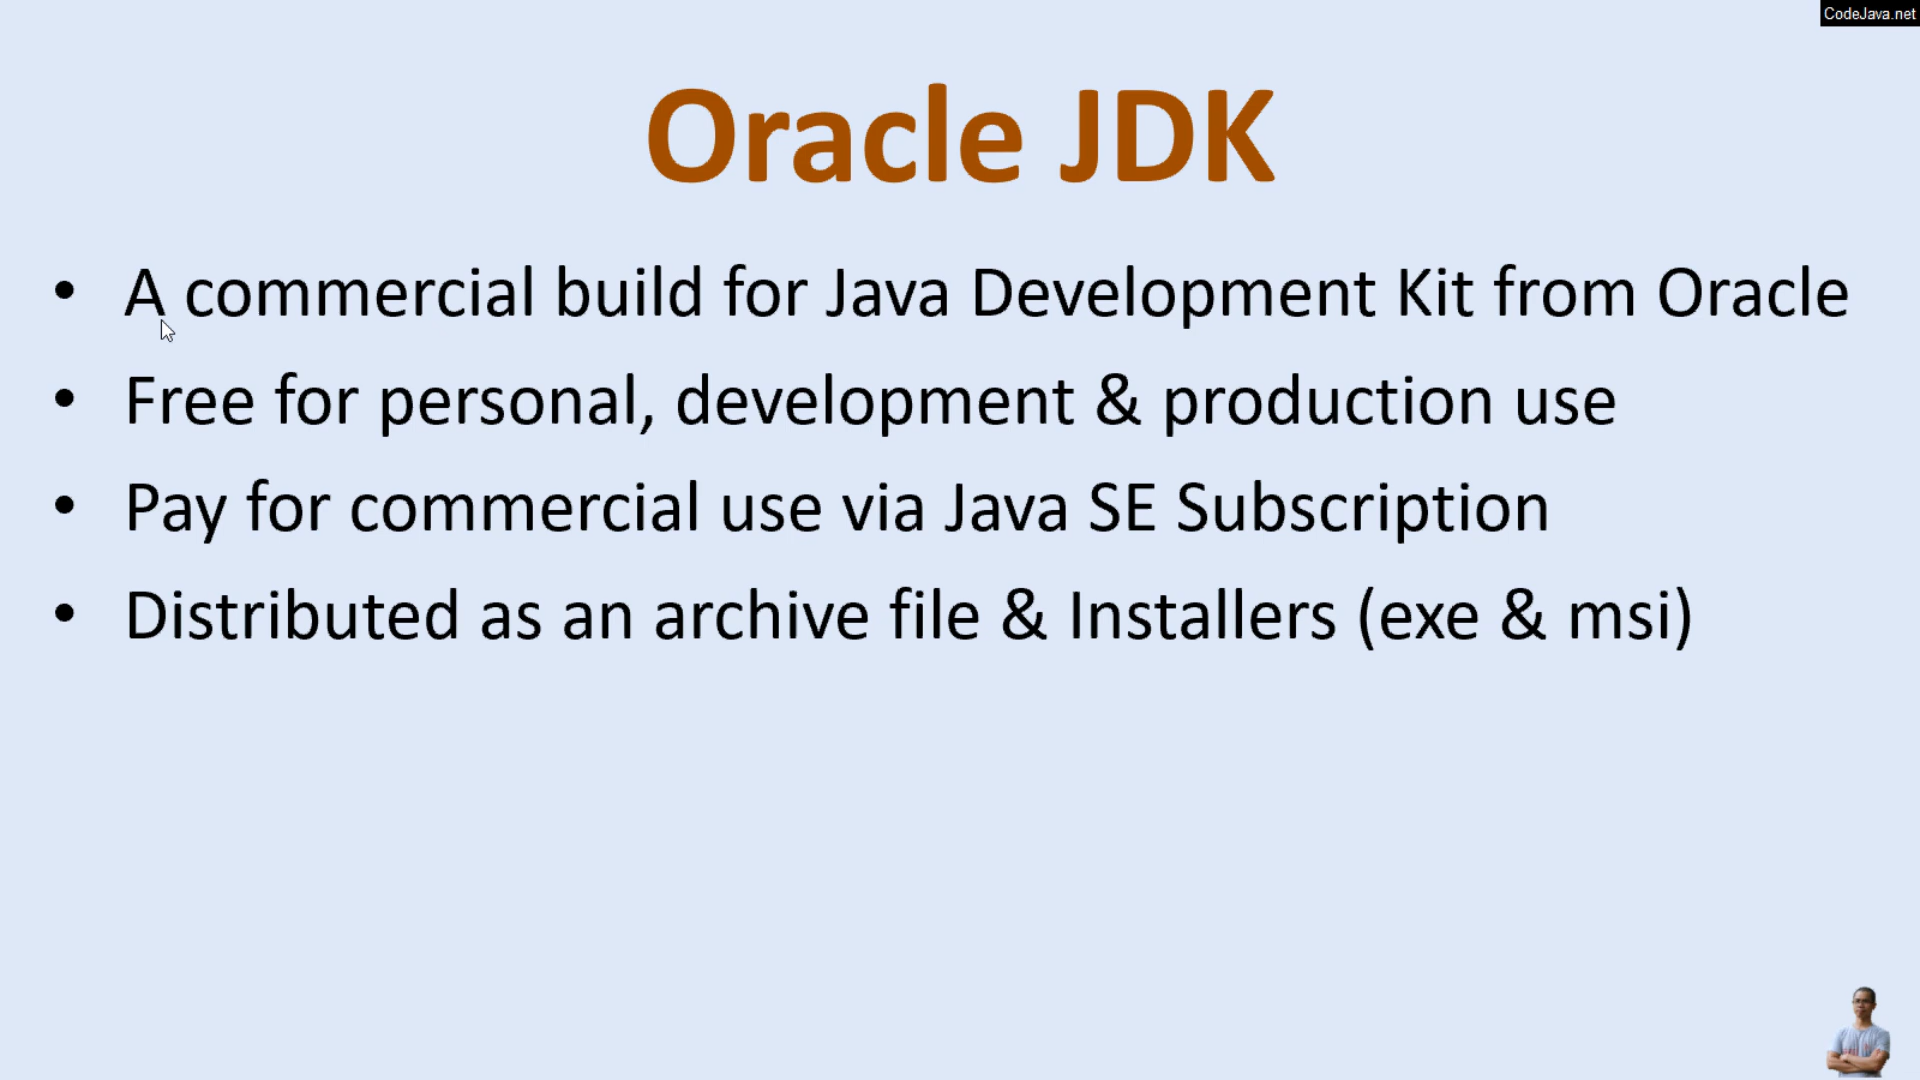 CodeJava.net
Oracle JDK
• A commercial build for Java Development Kit from Oracle
• Free for personal, development & production use
• Pay for commercial use via Java SE Subscription
• Distributed as an archive file & Installers (exe & msi)